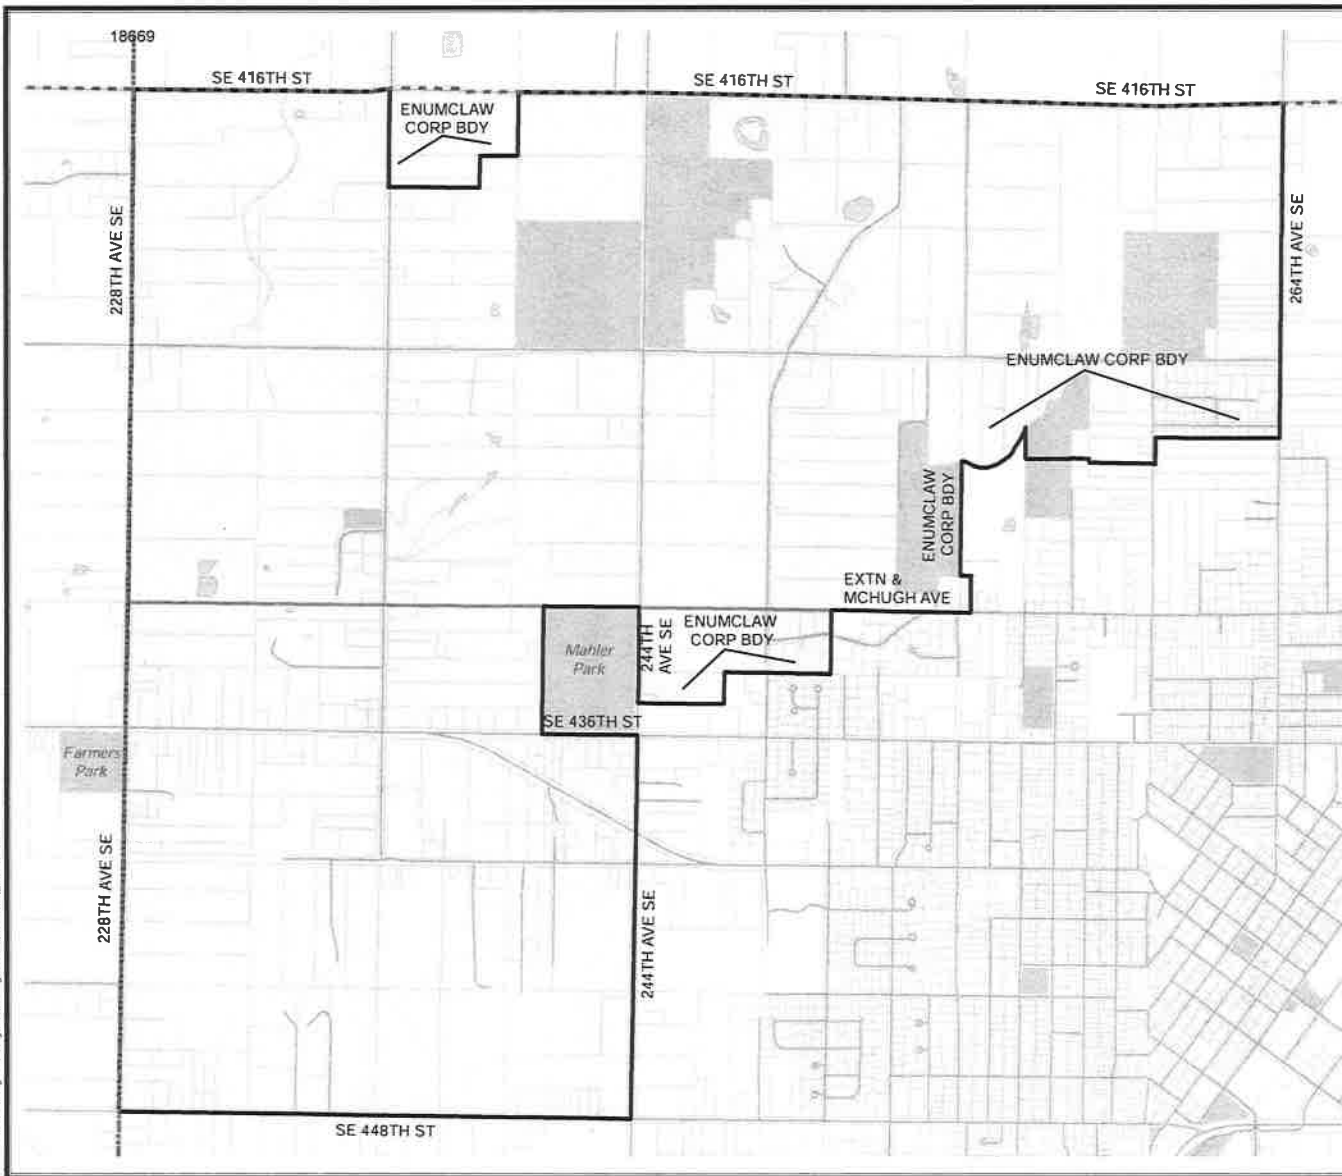 18669
SE 416TH ST
SE 416TH ST
SE 416TH ST
ENUMCLAW
CORP BDY
228TH AVE SE
264TH AVE SE
ENUMCLAW CORP BDY
ENUMCLAW
CORP BDY
EXTN &
MCHUGH AVE
244TH
AVE SE
ENUMCLAW
CORP BDY
Mahler
Park
SE 436TH ST
Farmers
Park
228TH AVE SE
244TH AVE SE
SE 448TH ST